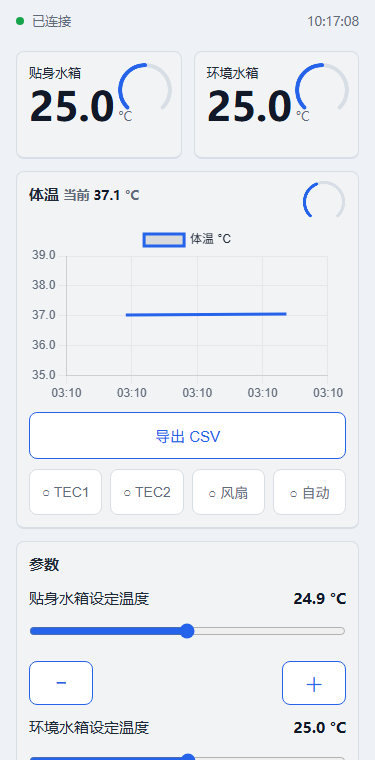 已连接
10:17:08
贴身水箱
25.0 °C
环境水箱
25.0 °C
体温 当前 37.1 °C
体温 °C
39.0
38.0
37.0
36.0
35.0
03:10 03:10 03:10 03:10 03:10
导出 CSV
○ TEC1 ○ TEC2 ○ 风扇 ○ 自动
参数
贴身水箱设定温度 24.9 °C
− +
环境水箱设定温度 25.0 °C